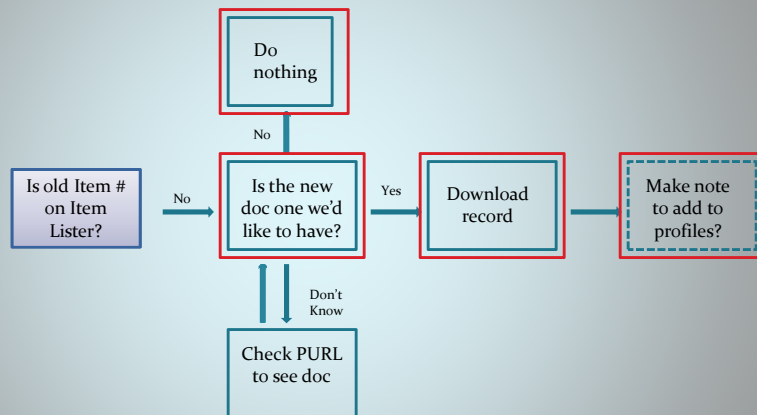 Do
nothing
No
Is old Item #
on Item
Lister?
No
Is the new
doc one we'd
like to have?
Yes
Download
record
Make note
to add to
profiles?
Don't
Know
Check PURL
to see doc